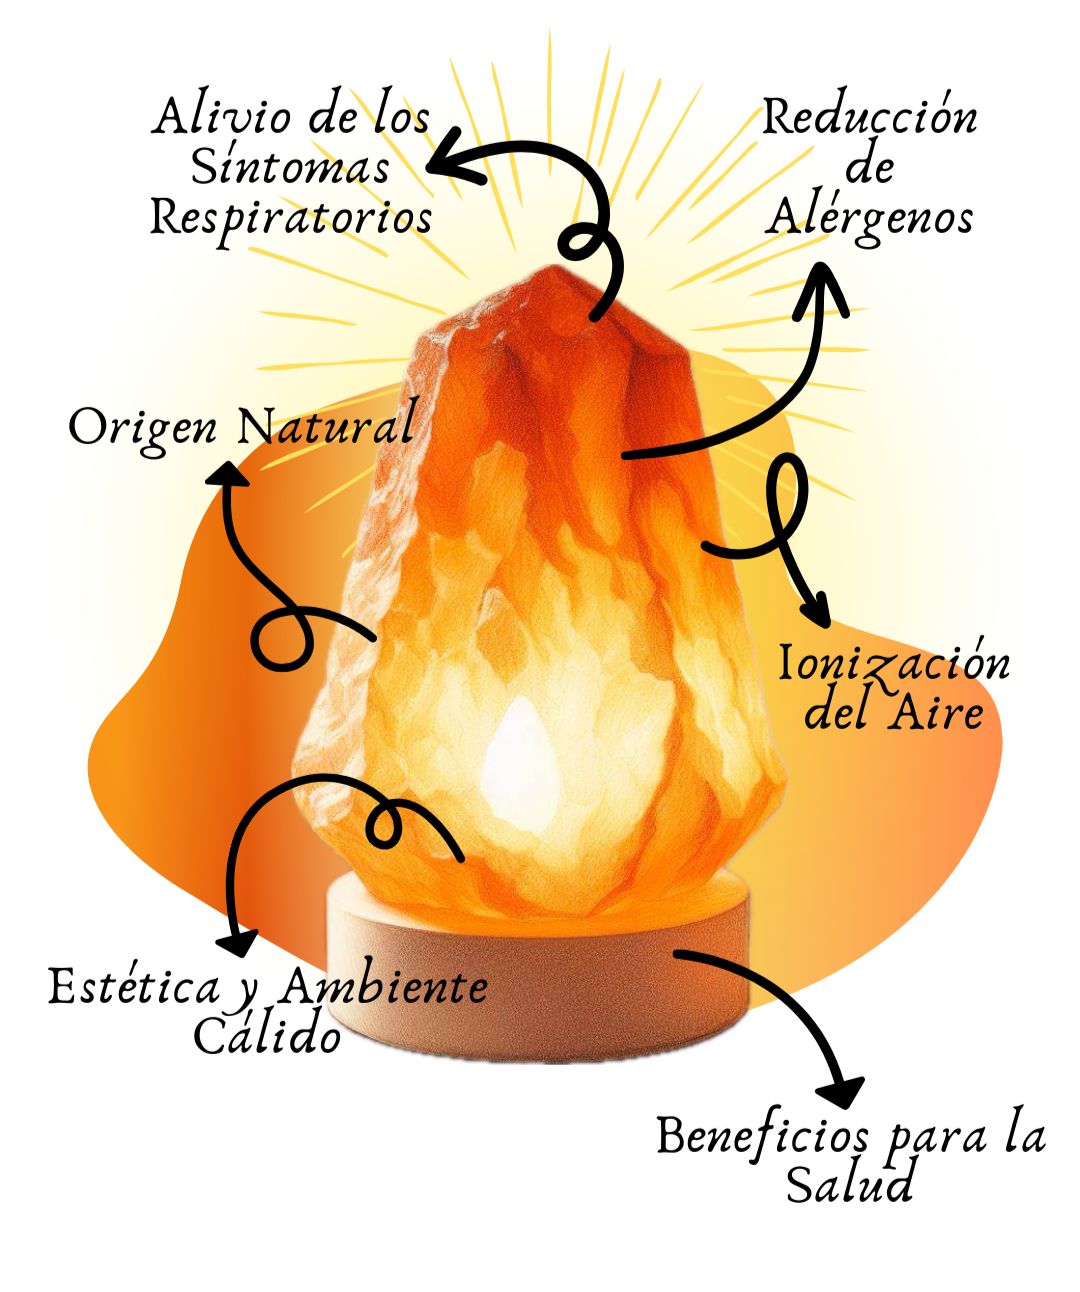 Alivio de los
Síntomas
Respiratorios
Reducción
de
Alérgenos
Origen Natural
Ionización
del Aire
Estética y Ambiente
Cálido
Beneficios para la
Salud